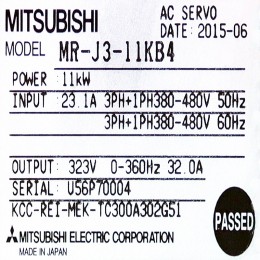 MITSUBISHI
AC SERVO
DATE: 2015-06
MODEL MR-J3-11KB4
POWER : 11kW
INPUT : 23.1A 3PH+1PH380-480V 50Hz
3PH+1PH380-480V 60Hz
OUTPUT: 323V 0-360Hz 32.0A
SERIAL: U56P70004
KCC-REI-MEK-TC300A302G51
MITSUBISHI ELECTRIC CORPORATION
MADE IN JAPAN
PASSED